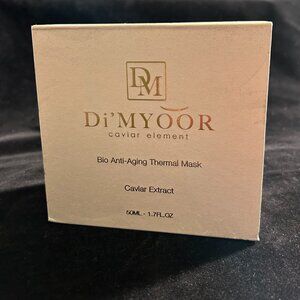 DM
Di'MYOOR
caviar element
Bio Anti-Aging Thermal Mask
Caviar Extract
50ML - 1.7FL.OZ